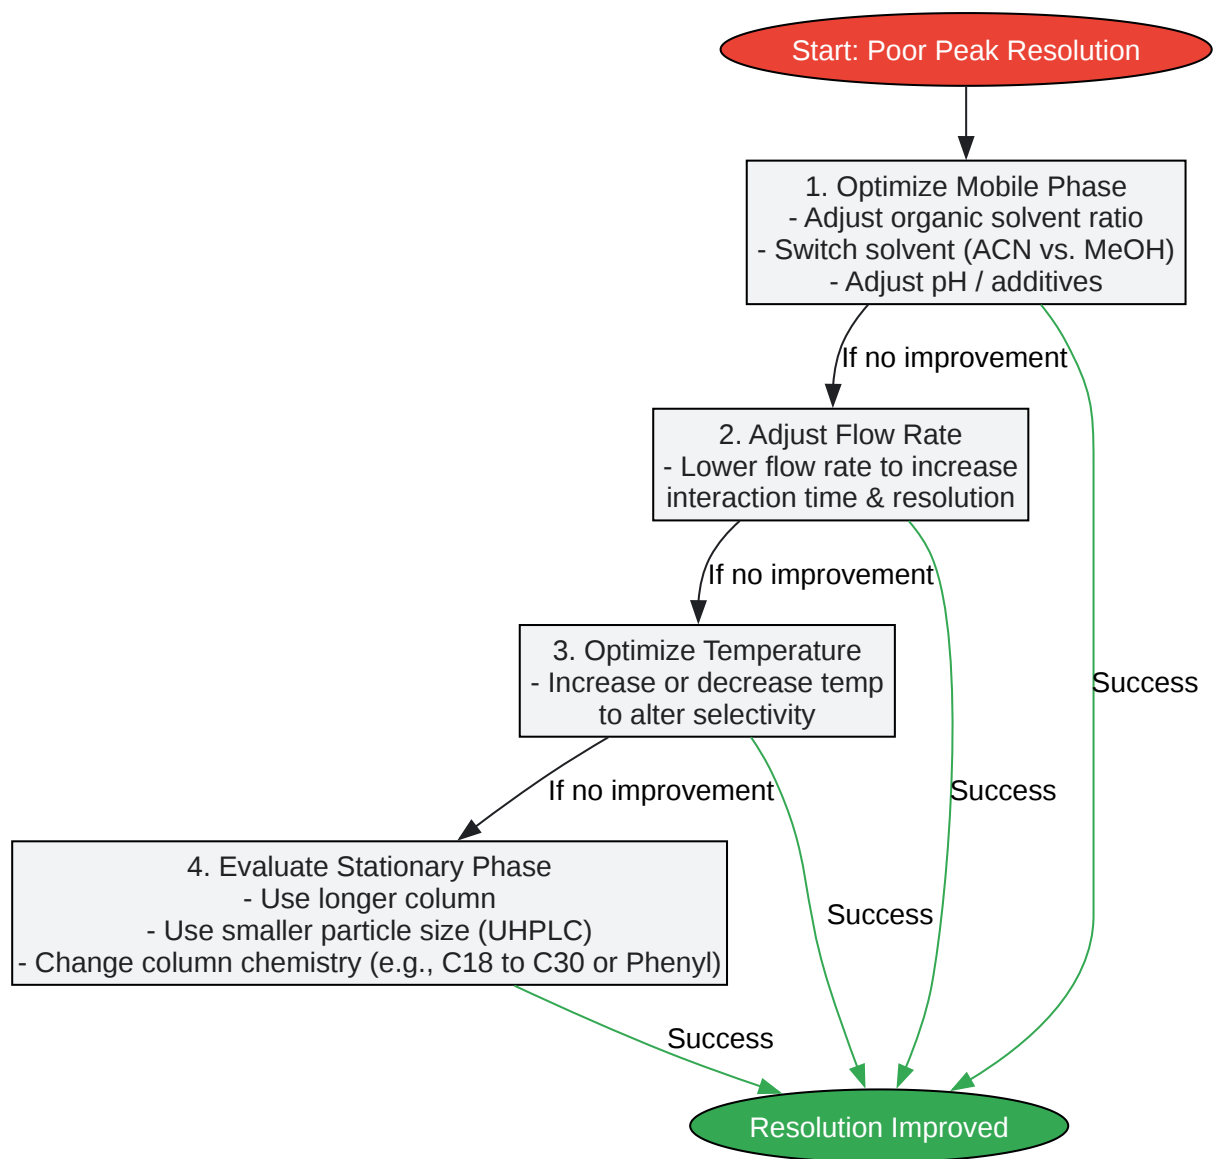 Start: Poor Peak Resolution
1. Optimize Mobile Phase
- Adjust organic solvent ratio
- Switch solvent (ACN vs. MeOH)
- Adjust pH / additives
If no improvement
2. Adjust Flow Rate
- Lower flow rate to increase
interaction time & resolution
If no improvement
3. Optimize Temperature
- Increase or decrease temp
to alter selectivity
Success
If no improvement
Success
4. Evaluate Stationary Phase
- Use longer column
- Use smaller particle size (UHPLC)
- Change column chemistry (e.g., C18 to C30 or Phenyl)
Success
Success
Resolution Improved